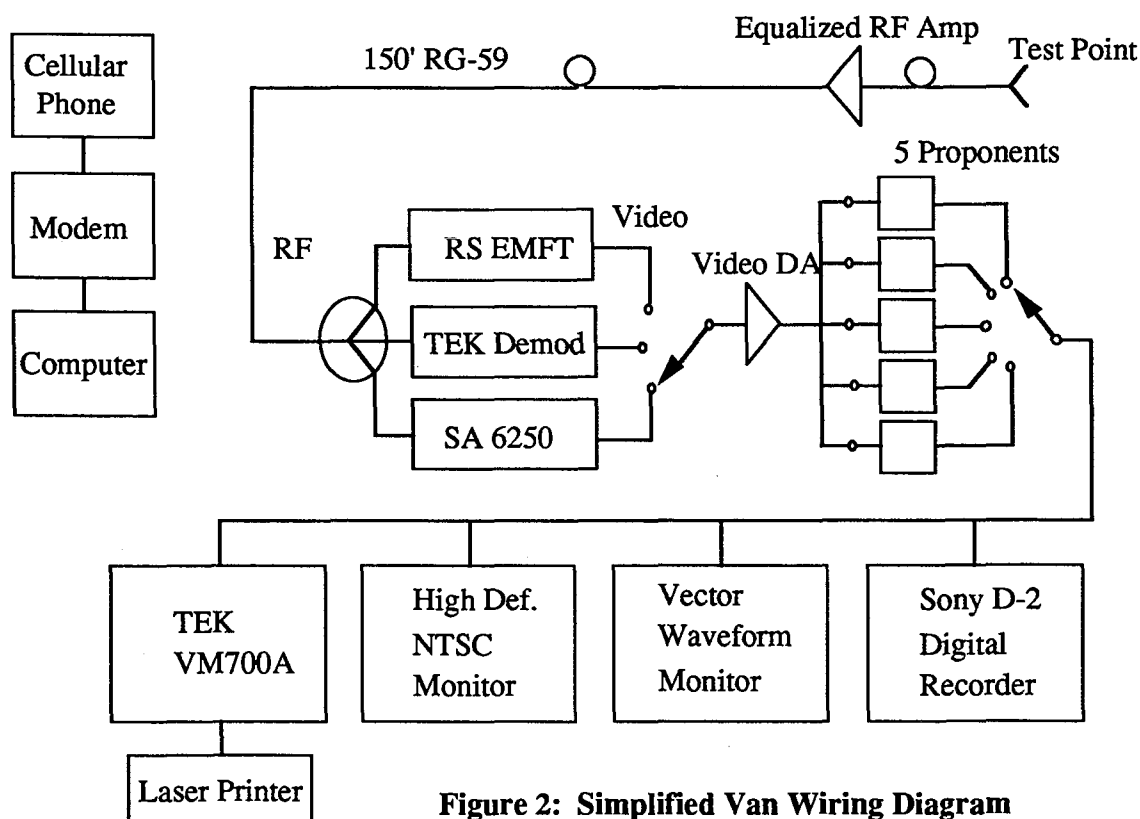 Equalized RF Amp
Test Point
150' RG-59
Cellular
Phone
Modem
Computer
5 Proponents
RF
Video
RS EMFT
TEK Demod
SA 6250
Video DA
TEK
VM700A
High Def.
NTSC
Monitor
Vector
Waveform
Monitor
Sony D-2
Digital
Recorder
Laser Printer
Figure 2: Simplified Van Wiring Diagram